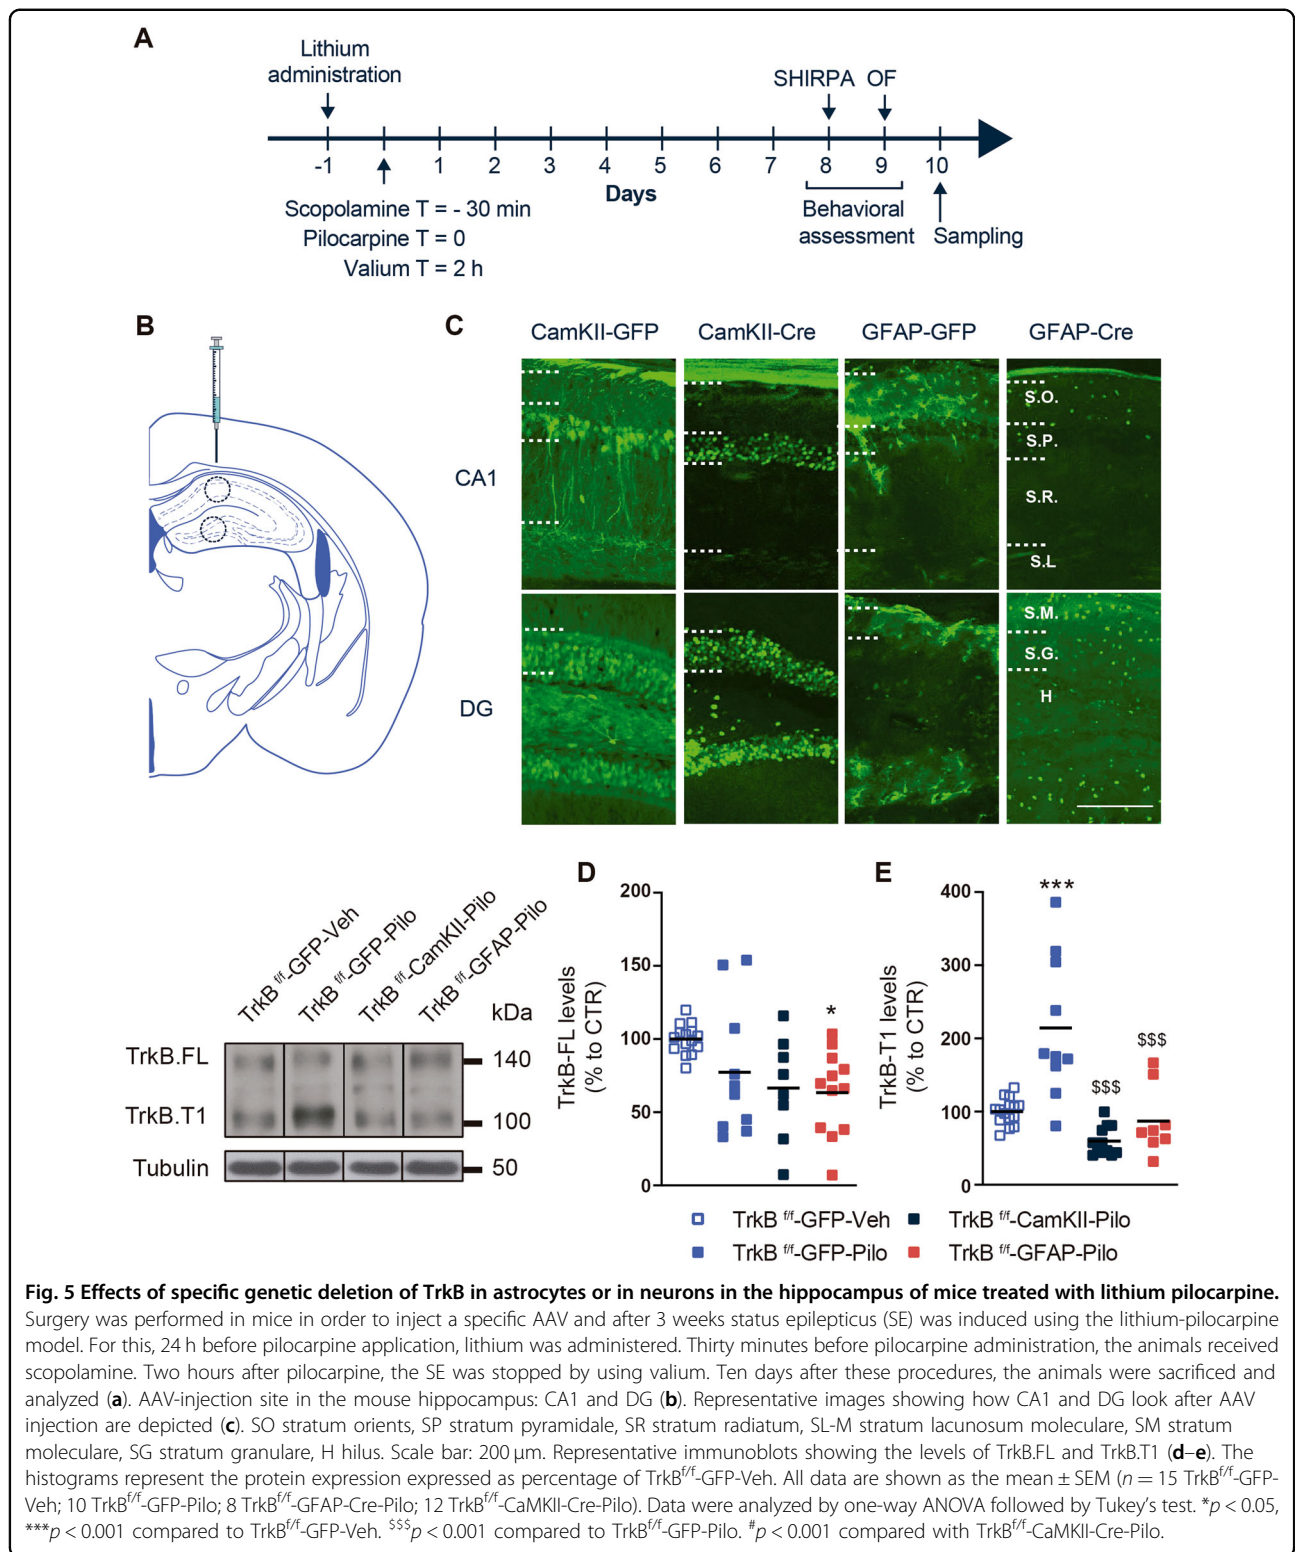 A
Lithium
administration
SHIRPA OF
-1 1 2 3 4 5 6 7 8 9 10
Days
Scopolamine T = - 30 min
Pilocarpine T = 0
Valium T = 2 h
Behavioral
assessment
Sampling
B
C
CamKII-GFP CamKII-Cre GFAP-GFP GFAP-Cre
CA1
S.O.
S.P.
S.R.
S.L
DG
S.M.
S.G.
H
TrkB f/f-GFP-Veh
TrkB f/f-GFP-Pilo
TrkB f/f-CamKII-Pilo
TrkB f/f-GFAP-Pilo
kDa
TrkB.FL 140
TrkB.T1 100
Tubulin 50
D
TrkB-FL levels
(% to CTR)
200
150
100
50
0
*
E
TrkB-T1 levels
(% to CTR)
400
300
200
100
0
***
$$$
$$$
TrkB f/f-GFP-Veh TrkB f/f-CamKII-Pilo
TrkB f/f-GFP-Pilo TrkB f/f-GFAP-Pilo
Fig. 5 Effects of specific genetic deletion of TrkB in astrocytes or in neurons in the hippocampus of mice treated with lithium pilocarpine.
Surgery was performed in mice in order to inject a specific AAV and after 3 weeks status epilepticus (SE) was induced using the lithium-pilocarpine
model. For this, 24 h before pilocarpine application, lithium was administered. Thirty minutes before pilocarpine administration, the animals received
scopolamine. Two hours after pilocarpine, the SE was stopped by using valium. Ten days after these procedures, the animals were sacrificed and
analyzed (a). AAV-injection site in the mouse hippocampus: CA1 and DG (b). Representative images showing how CA1 and DG look after AAV
injection are depicted (c). SO stratum orients, SP stratum pyramidale, SR stratum radiatum, SL-M stratum lacunosum moleculare, SM stratum
moleculare, SG stratum granulare, H hilus. Scale bar: 200 µm. Representative immunoblots showing the levels of TrkB.FL and TrkB.T1 (d–e). The
histograms represent the protein expression expressed as percentage of TrkBf/f-GFP-Veh. All data are shown as the mean ± SEM (n = 15 TrkBf/f-GFP-
Veh; 10 TrkBf/f-GFP-Pilo; 8 TrkBf/f-GFAP-Cre-Pilo; 12 TrkBf/f-CaMKII-Cre-Pilo). Data were analyzed by one-way ANOVA followed by Tukey's test. *p < 0.05,
***p < 0.001 compared to TrkBf/f-GFP-Veh. $$$p < 0.001 compared to TrkBf/f-GFP-Pilo. #p < 0.001 compared with TrkBf/f-CaMKII-Cre-Pilo.